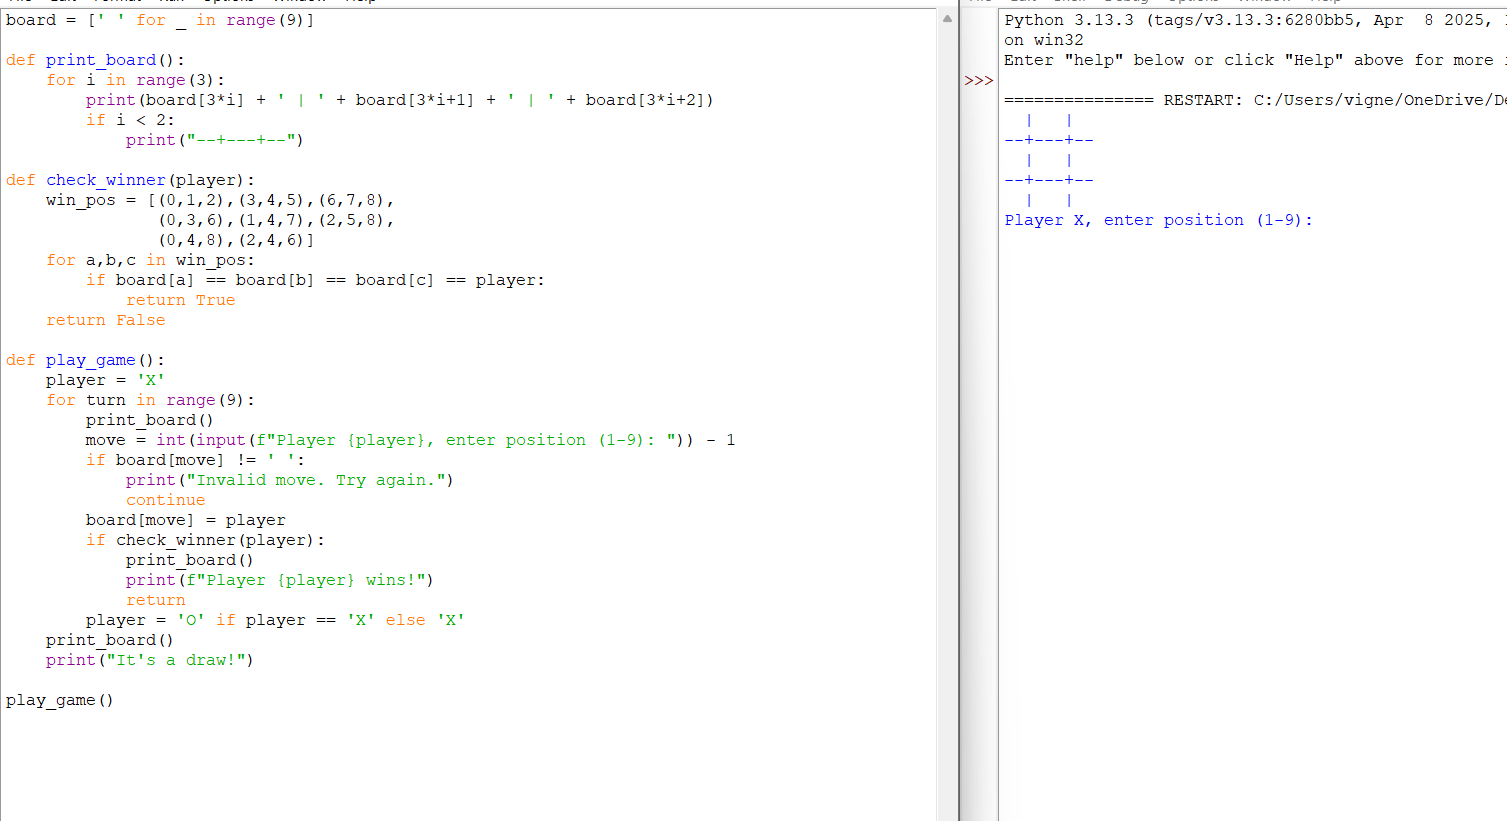 board = [' ' for _ in range(9)]

def print_board():
    for i in range(3):
        print(board[3*i] + ' | ' + board[3*i+1] + ' | ' + board[3*i+2])
        if i < 2:
            print("--+---+--")

def check_winner(player):
    win_pos = [(0,1,2),(3,4,5),(6,7,8),
               (0,3,6),(1,4,7),(2,5,8),
               (0,4,8),(2,4,6)]
    for a,b,c in win_pos:
        if board[a] == board[b] == board[c] == player:
            return True
    return False

def play_game():
    player = 'X'
    for turn in range(9):
        print_board()
        move = int(input(f"Player {player}, enter position (1-9): ")) - 1
        if board[move] != ' ':
            print("Invalid move. Try again.")
            continue
        board[move] = player
        if check_winner(player):
            print_board()
            print(f"Player {player} wins!")
            return
        player = 'O' if player == 'X' else 'X'
    print_board()
    print("It's a draw!")

play_game()

Python 3.13.3 (tags/v3.13.3:6280bb5, Apr  8 2025,
on win32
Enter "help" below or click "Help" above for more
>>>
=============== RESTART: C:/Users/vigne/OneDrive/De
  |   |
--+---+--
  |   |
--+---+--
  |   |
Player X, enter position (1-9):